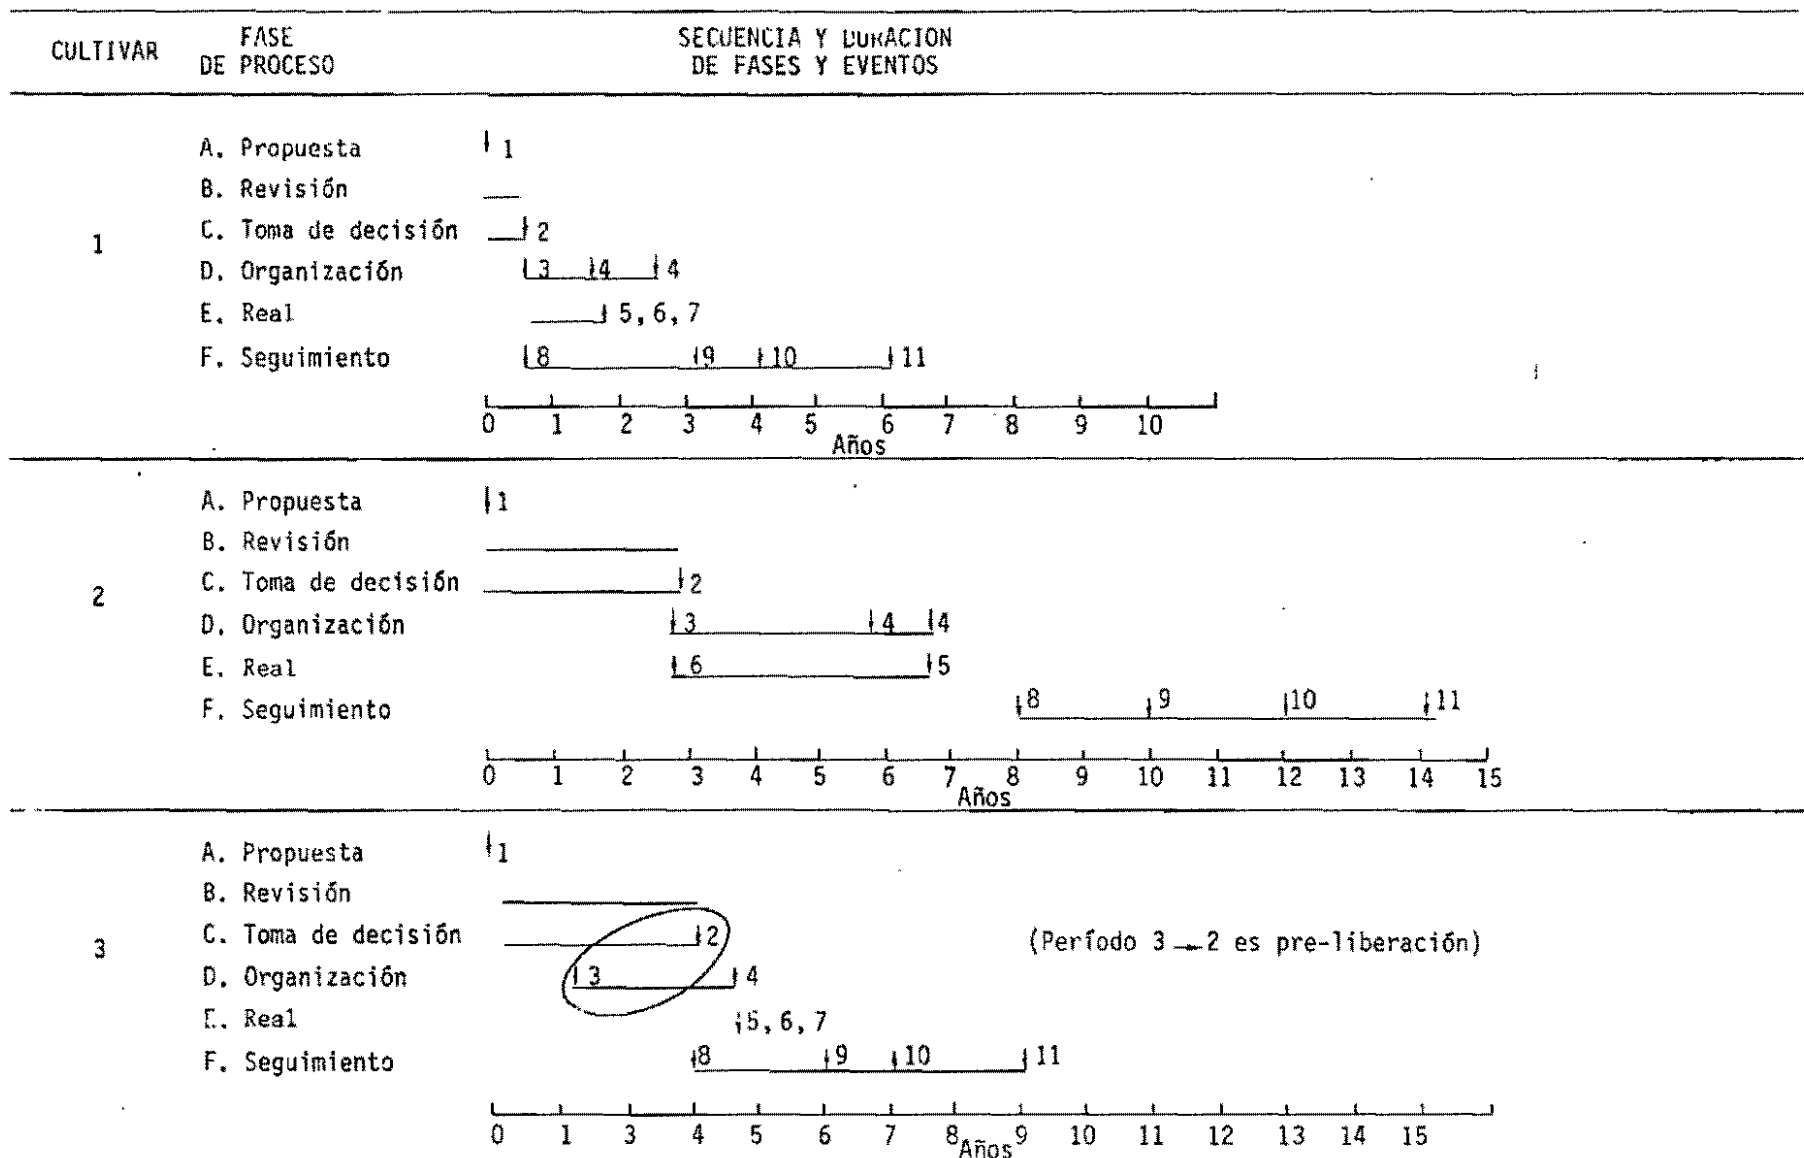 CULTIVAR FASE DE PROCESO SECUENCIA Y DURACION DE FASES Y EVENTOS
1
A. Propuesta 1
B. Revisión
C. Toma de decisión 2
D. Organización 3 4 4
E. Real 5, 6, 7
F. Seguimiento 8 9 10 11
0 1 2 3 4 5 6 7 8 9 10
Años
2
A. Propuesta 1
B. Revisión
C. Toma de decisión 2
D. Organización 3 4 4
E. Real 6 5
F. Seguimiento 8 9 10 11
0 1 2 3 4 5 6 7 8 9 10 11 12 13 14 15
Años
3
A. Propuesta 1
B. Revisión
C. Toma de decisión 2 (Período 3 → 2 es pre-liberación)
D. Organización 3 4
E. Real 5, 6, 7
F. Seguimiento 8 9 10 11
0 1 3 4 5 6 7 8 9 10 11 12 13 14 15
Años